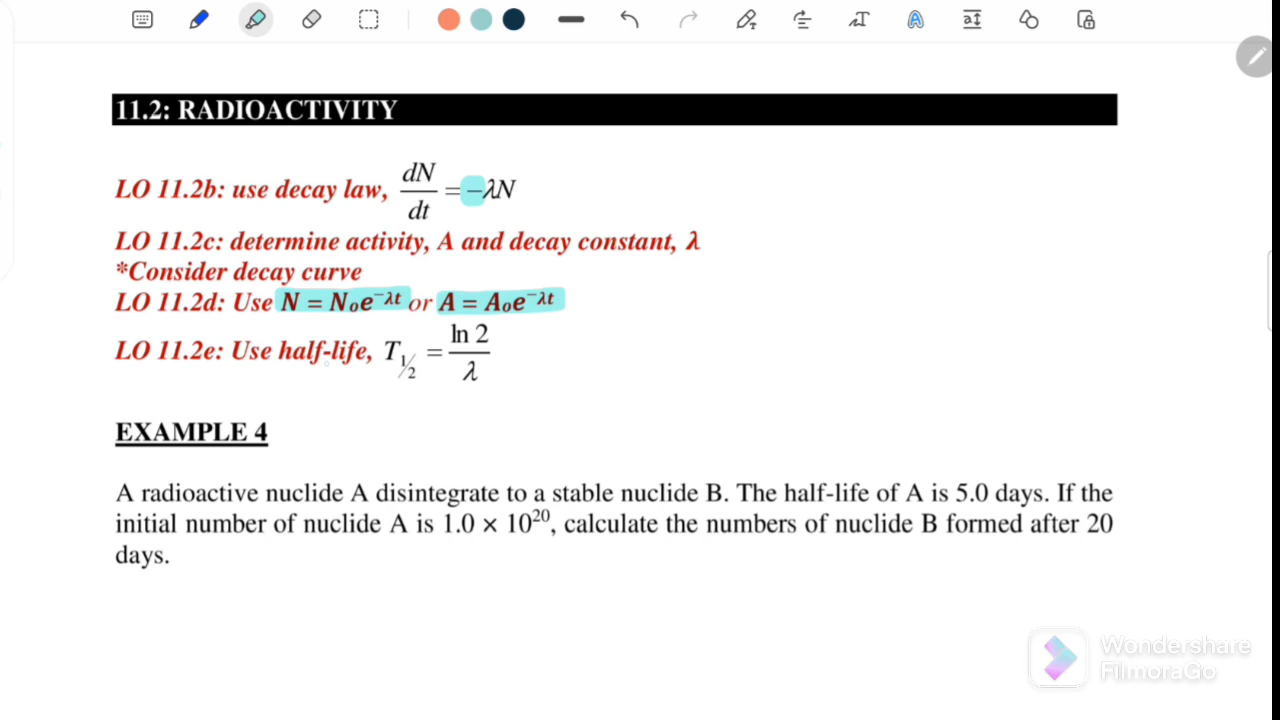 11.2: RADIOACTIVITY
LO 11.2b: use decay law, dN/dt = −λN
LO 11.2c: determine activity, A and decay constant, λ
*Consider decay curve
LO 11.2d: Use N = N₀e⁻λt or A = A₀e⁻λt
LO 11.2e: Use half-life, T½ = ln 2/λ
EXAMPLE 4
A radioactive nuclide A disintegrate to a stable nuclide B. The half-life of A is 5.0 days. If the
initial number of nuclide A is 1.0 × 10²⁰, calculate the numbers of nuclide B formed after 20
days.
Wondershare
FilmoraGo